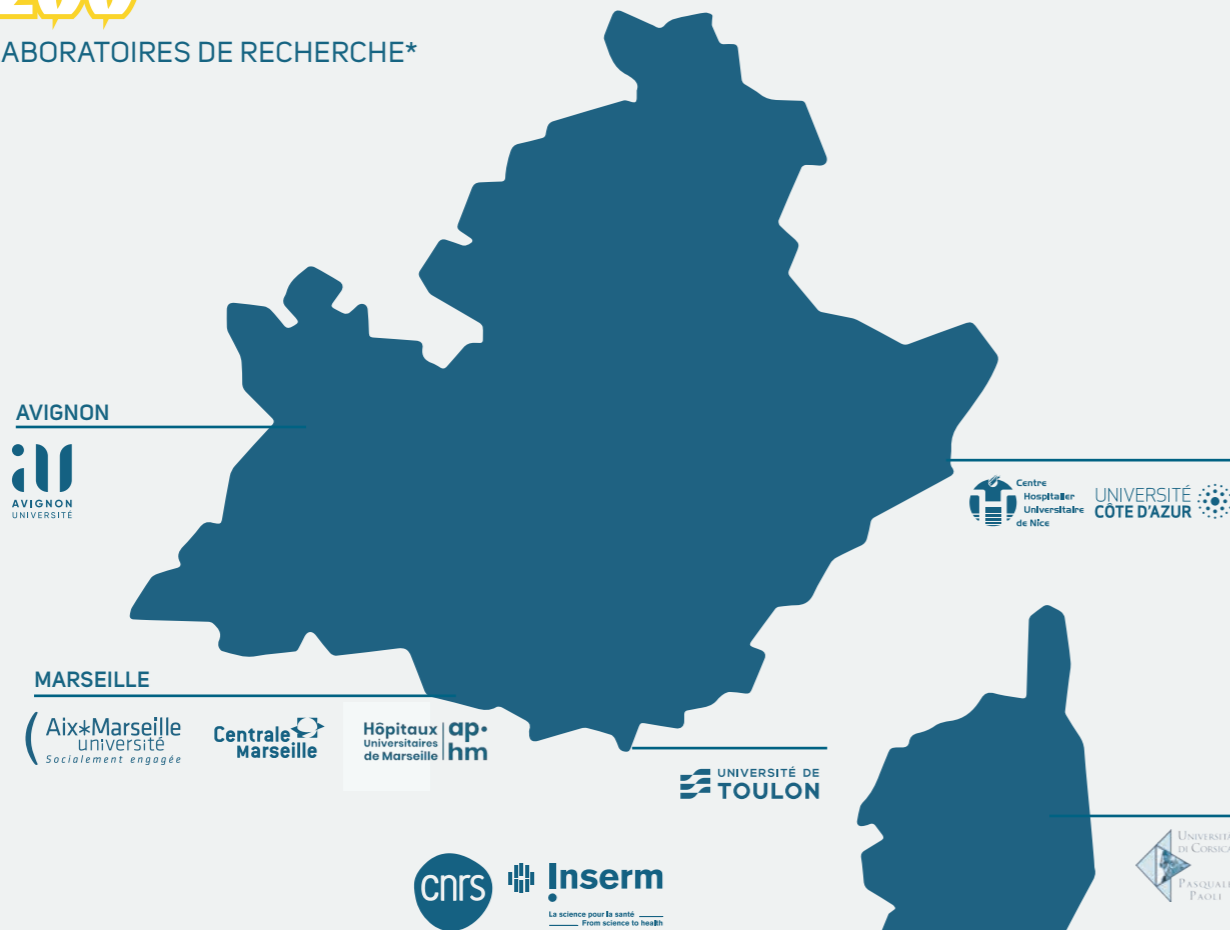 ABORATOIRES DE RECHERCHE*
AVIGNON
AVIGNON
UNIVERSITÉ
Centre
Hospitalier
Universitaire
de Nice
UNIVERSITÉ
CÔTE D'AZUR
MARSEILLE
Aix*Marseille
université
Socialement engagée
Centrale
Marseille
Hôpitaux
Universitaires
de Marseille
ap•
hm
UNIVERSITÉ DE
TOULON
UNIVERSITÀ
DI CORSICA
PASQUALE
PAOLI
cnrs
Inserm
La science pour la santé
From science to health